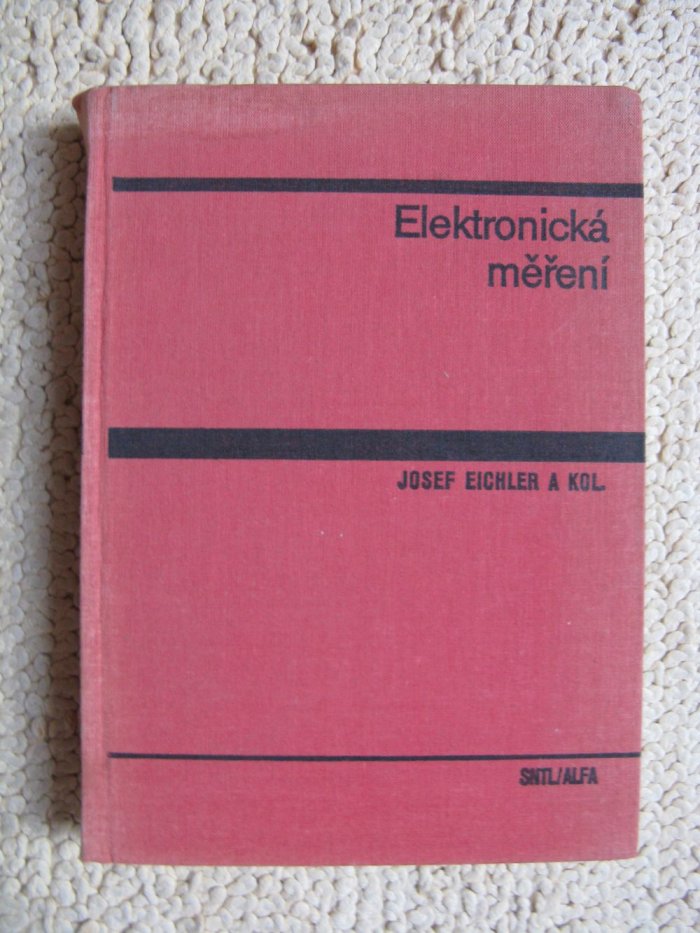 Elektronická
měření
JOSEF EICHLER A KOL.
SNTL/ALFA